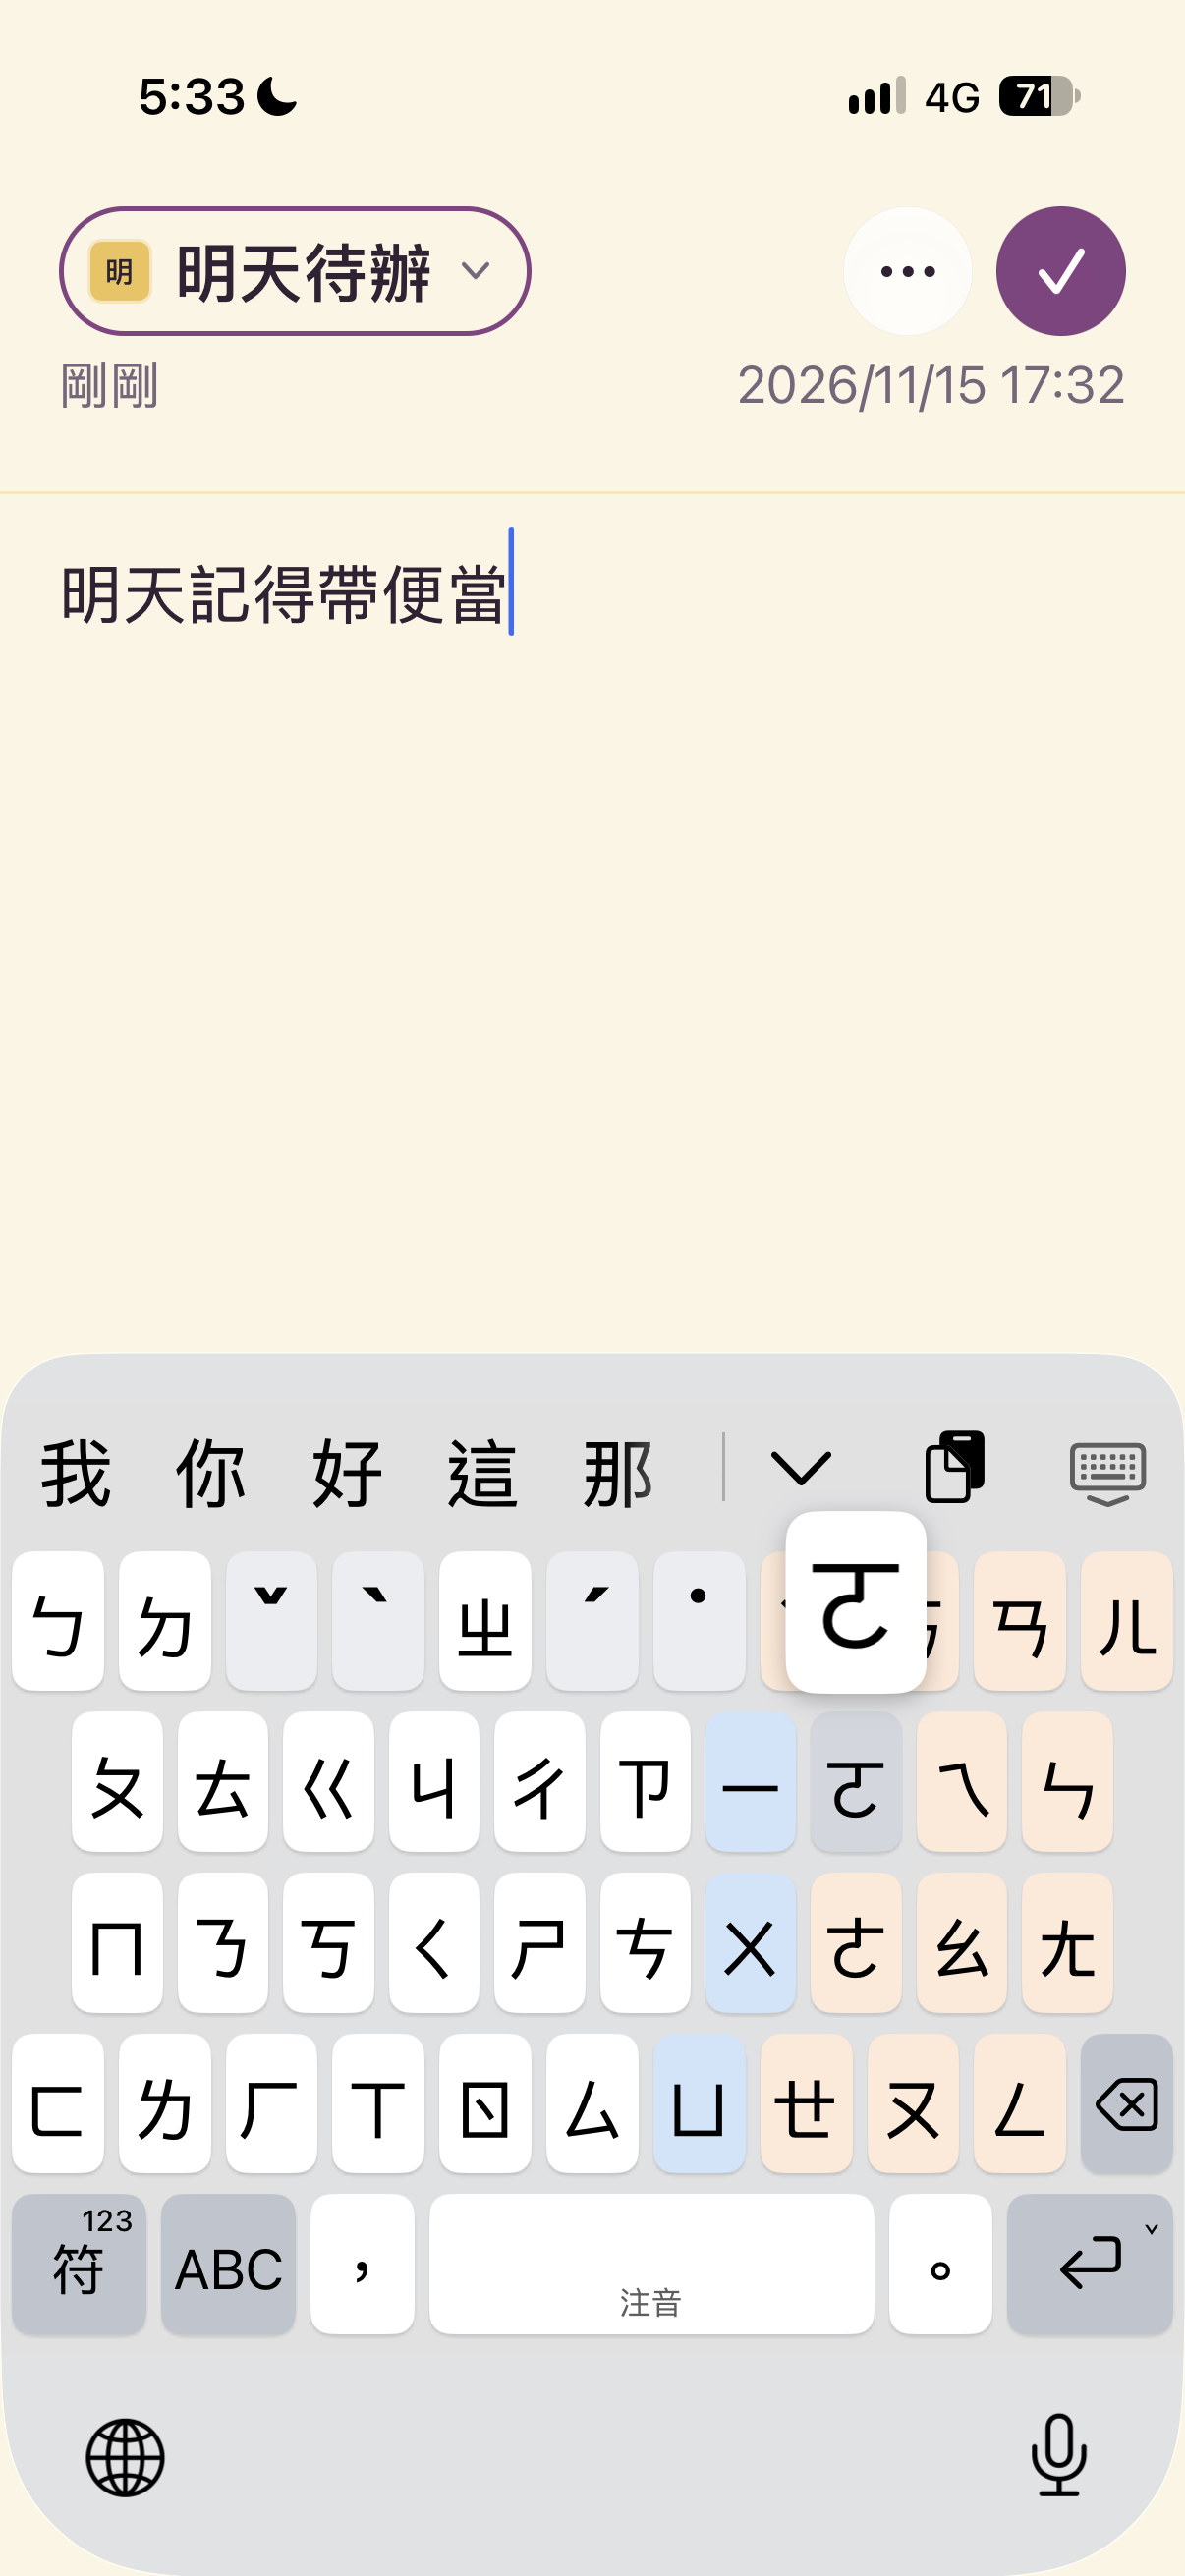 5:33 4G 71
明 明天待辦
剛剛 2026/11/15 17:32
明天記得帶便當
我 你 好 這 那
ㄛ
ㄅ ㄉ ˇ ˋ ㄓ ˊ ˙ ㄢ ㄦ
ㄆ ㄊ ㄍ ㄐ ㄔ ㄗ ㄧ ㄛ ㄟ ㄣ
ㄇ ㄋ ㄎ ㄑ ㄕ ㄘ ㄨ ㄜ ㄠ ㄤ
ㄈ ㄌ ㄏ ㄒ ㄖ ㄙ ㄩ ㄝ ㄡ ㄥ
123
符 ABC ， 注音 。